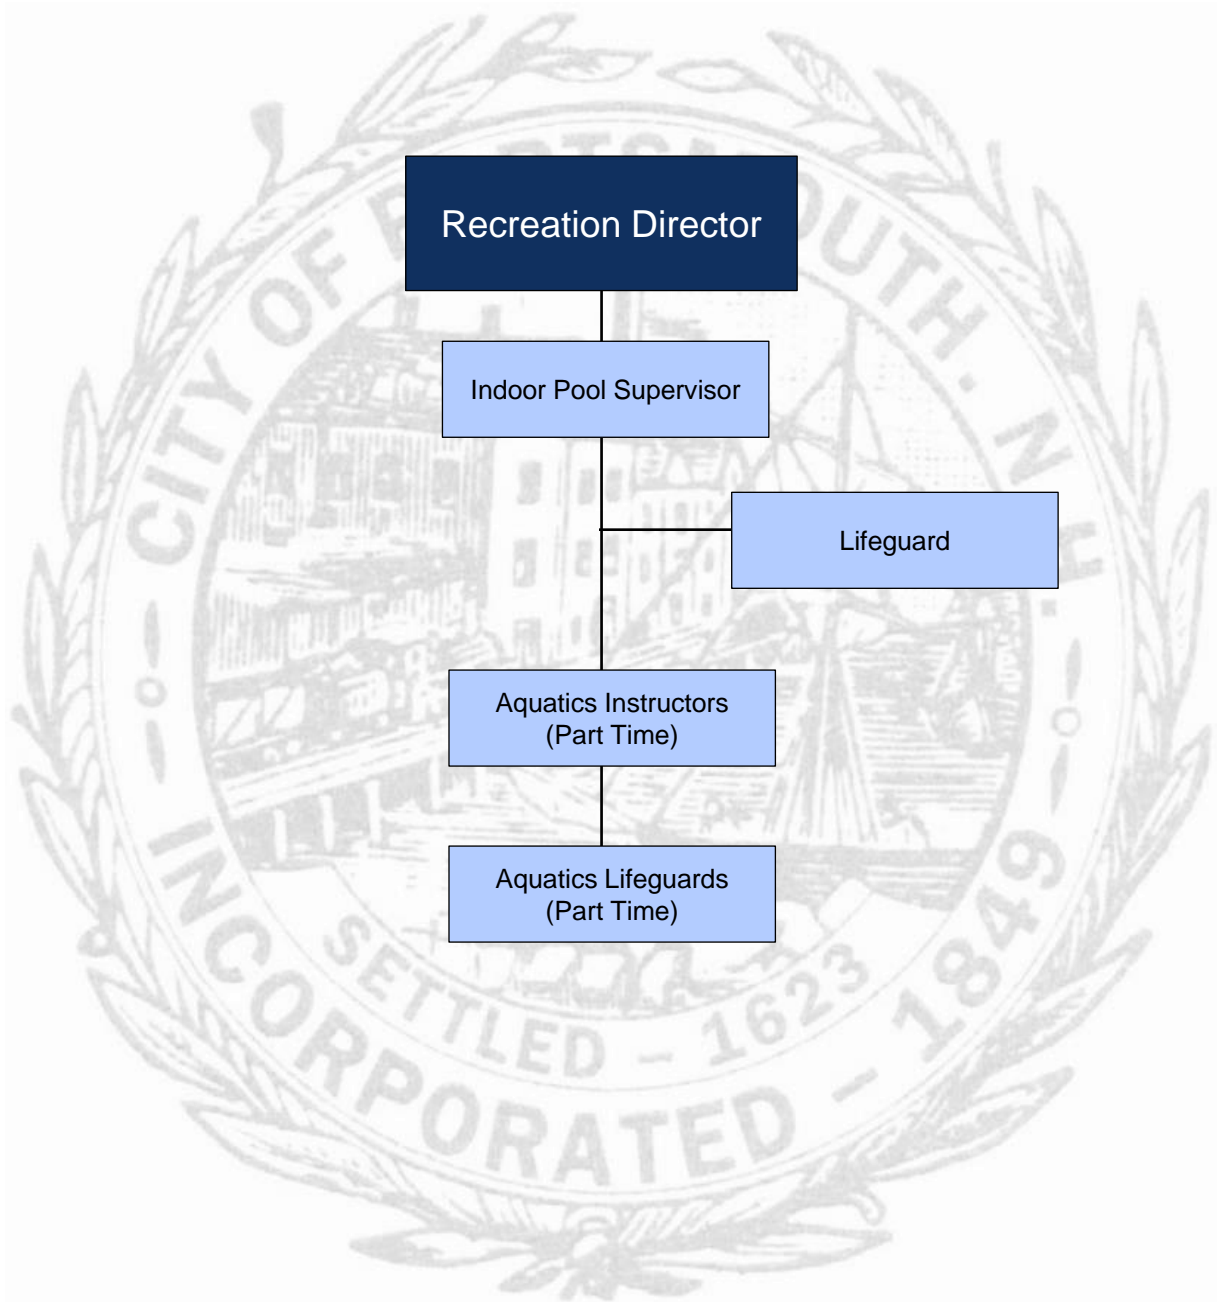 CITY OF PORTSMOUTH. N.H.
Recreation Director
Indoor Pool Supervisor
Lifeguard
Aquatics Instructors
(Part Time)
Aquatics Lifeguards
(Part Time)
SETTLED - 1623
INCORPORATED - 1849